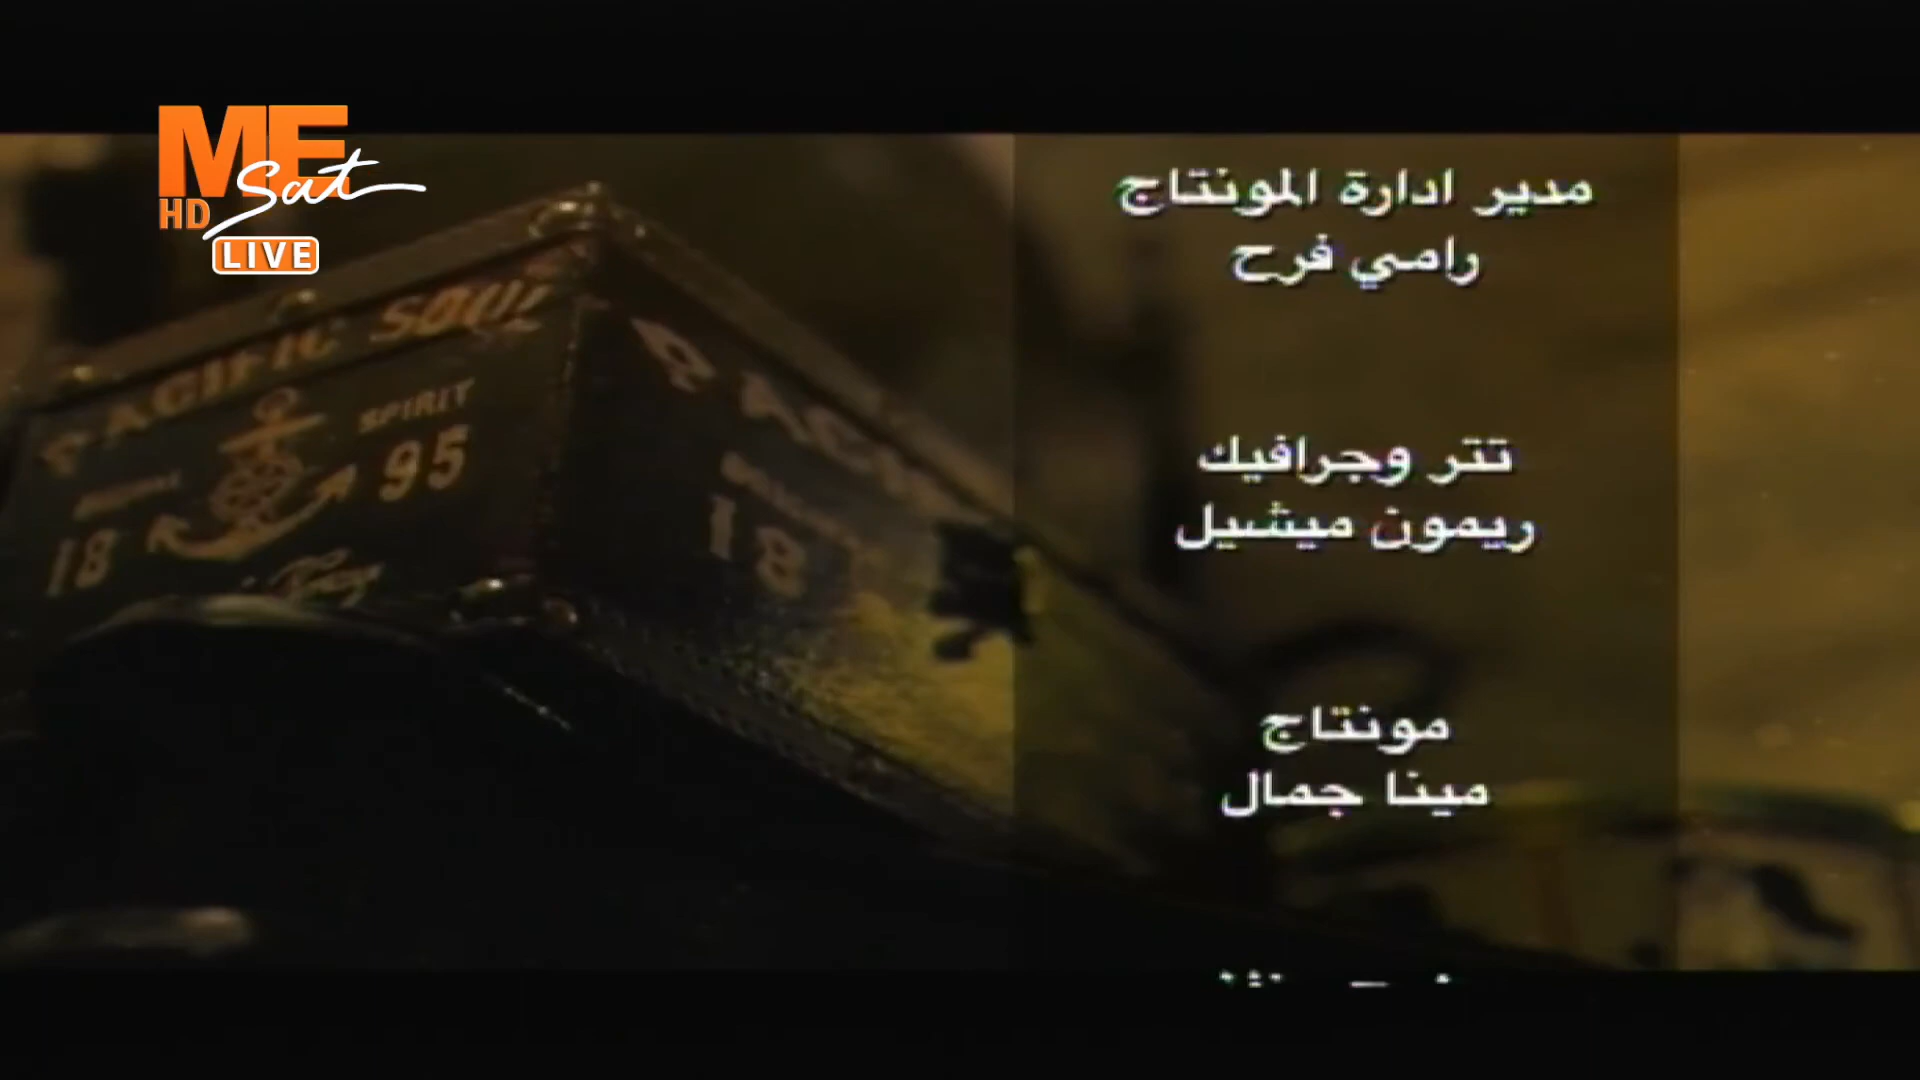 ME
Sat
HD
LIVE
مدير ادارة المونتاج
رامي فرح
تتر وجرافيك
ريمون ميشيل
مونتاج
مينا جمال
PACIFIC SOUL
SPIRIT
18
95
PACI
18